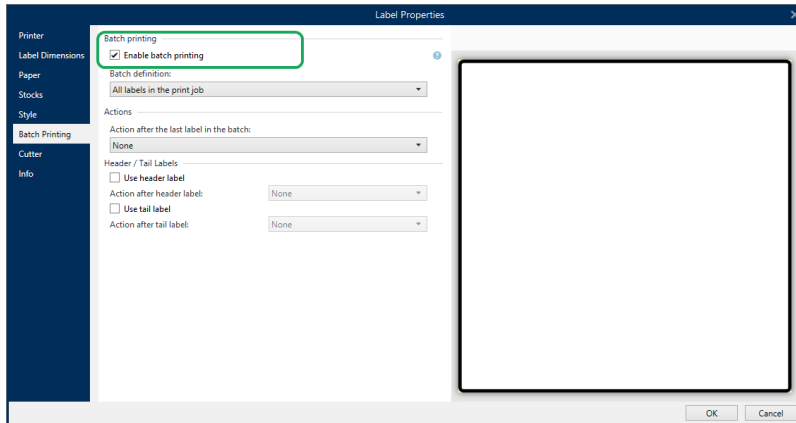 Label Properties
Printer
Label Dimensions
Paper
Stocks
Style
Batch Printing
Cutter
Info
Batch printing
Enable batch printing
Batch definition:
All labels in the print job
Actions
Action after the last label in the batch:
None
Header / Tail Labels
Use header label
Action after header label: None
Use tail label
Action after tail label: None
OK Cancel